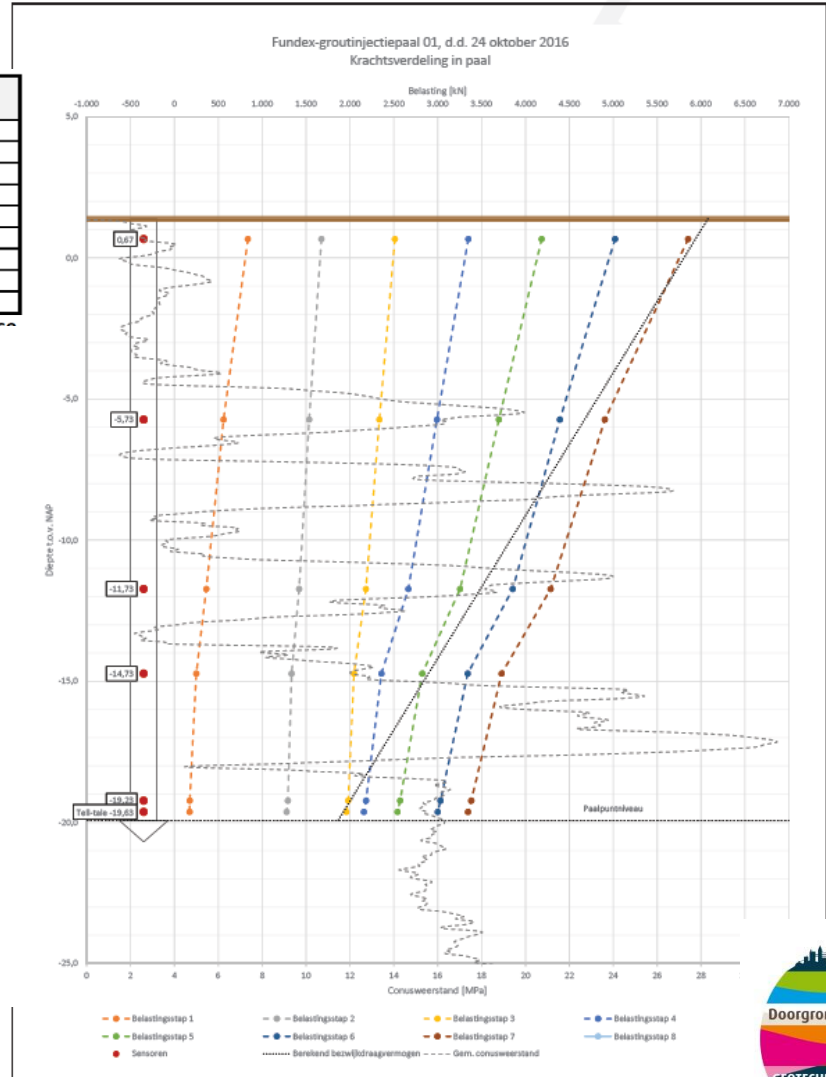 Fundex-groutinjectiepaal 01, d.d. 24 oktober 2016
Krachtsverdeling in paal
Belasting [kN]
-1.000 -500 0 500 1.000 1.500 2.000 2.500 3.000 3.500 4.000 4.500 5.000 5.500 6.000 6.500 7.000
5,0
0,67
0,0
-5,0
-5,73
Diepte t.o.v. NAP
-10,0
-11,73
-14,73
-15,0
-19,23
Tell-tale -19,63
Paalpuntniveau
-20,0
-25,0
0 2 4 6 8 10 12 14 16 18 20 22 24 26 28
Conusweerstand [MPa]
Belastingsstap 1 Belastingsstap 2 Belastingsstap 3 Belastingsstap 4
Belastingsstap 5 Belastingsstap 6 Belastingsstap 7 Belastingsstap 8
Sensoren Berekend bezwijkdraagvermogen Gem. conusweerstand
Doorgron